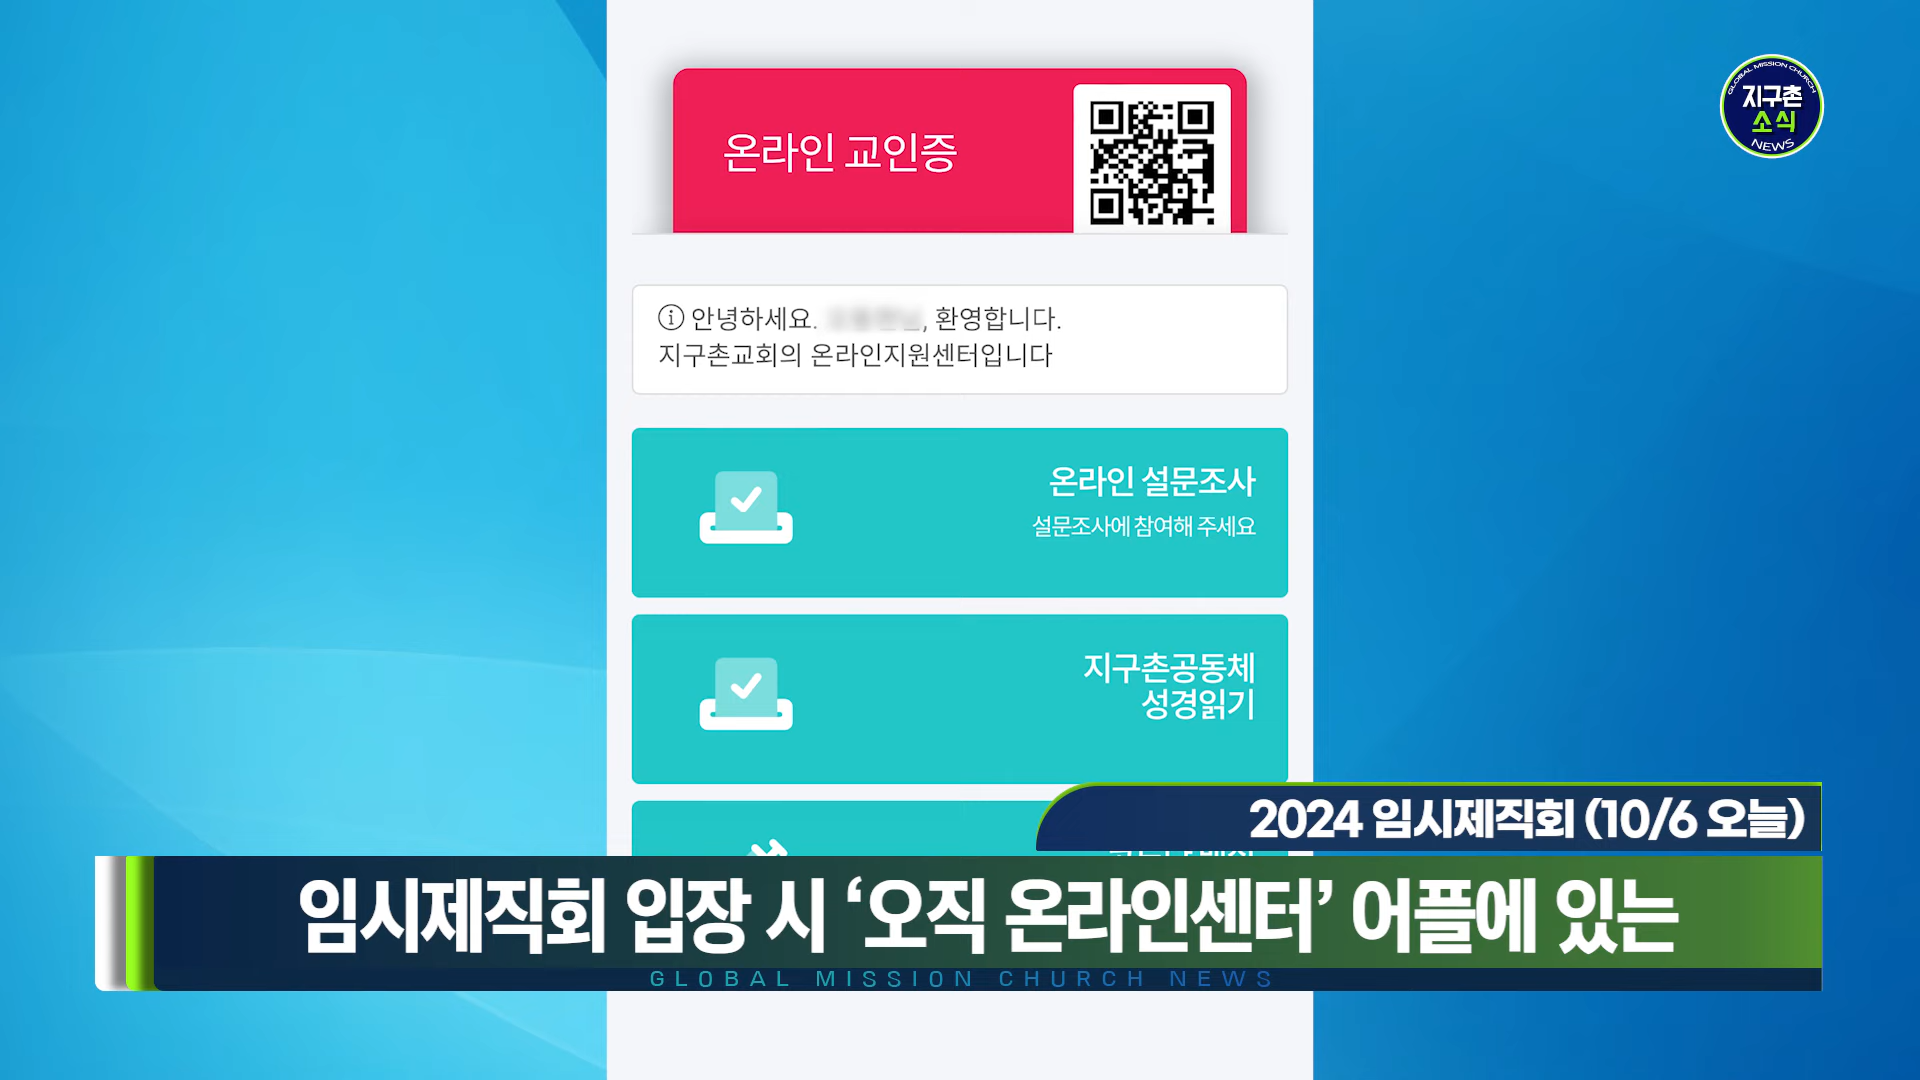 온라인 교인증
GLOBAL MISSION CHURCH
지구촌
소식
NEWS
안녕하세요. , 환영합니다.
지구촌교회의 온라인지원센터입니다
온라인 설문조사
설문조사에 참여해 주세요
지구촌공동체
성경읽기
2024 임시제직회 (10/6 오늘)
임시제직회 입장 시 ‘오직 온라인센터’ 어플에 있는
GLOBAL MISSION CHURCH NEWS